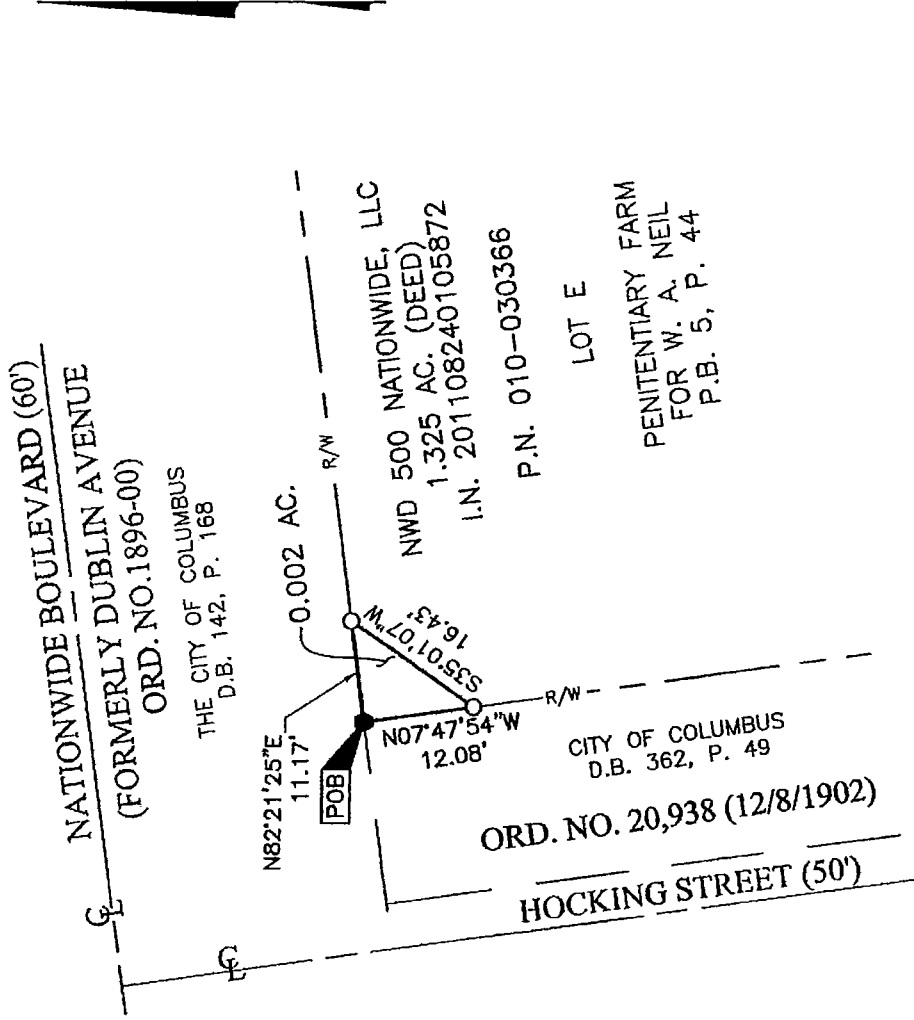 NATIONWIDE BOULEVARD (60')
(FORMERLY DUBLIN AVENUE
ORD. NO.1896-00)
THE CITY OF COLUMBUS
D.B. 142, P. 168
0.002 AC.
R/W
NWD 500 NATIONWIDE, LLC
1.325 AC. (DEED)
I.N. 201108240105872
P.N. 010-030366
LOT E
PENITENTIARY FARM
FOR W. A. NEIL
P.B. 5, P. 44
N82°21'25"E
11.17'
S35°01'07"W
16.43'
POB
N07°47'54"W
12.08'
R/W
CITY OF COLUMBUS
D.B. 362, P. 49
ORD. NO. 20,938 (12/8/1902)
HOCKING STREET (50')
CL
CL